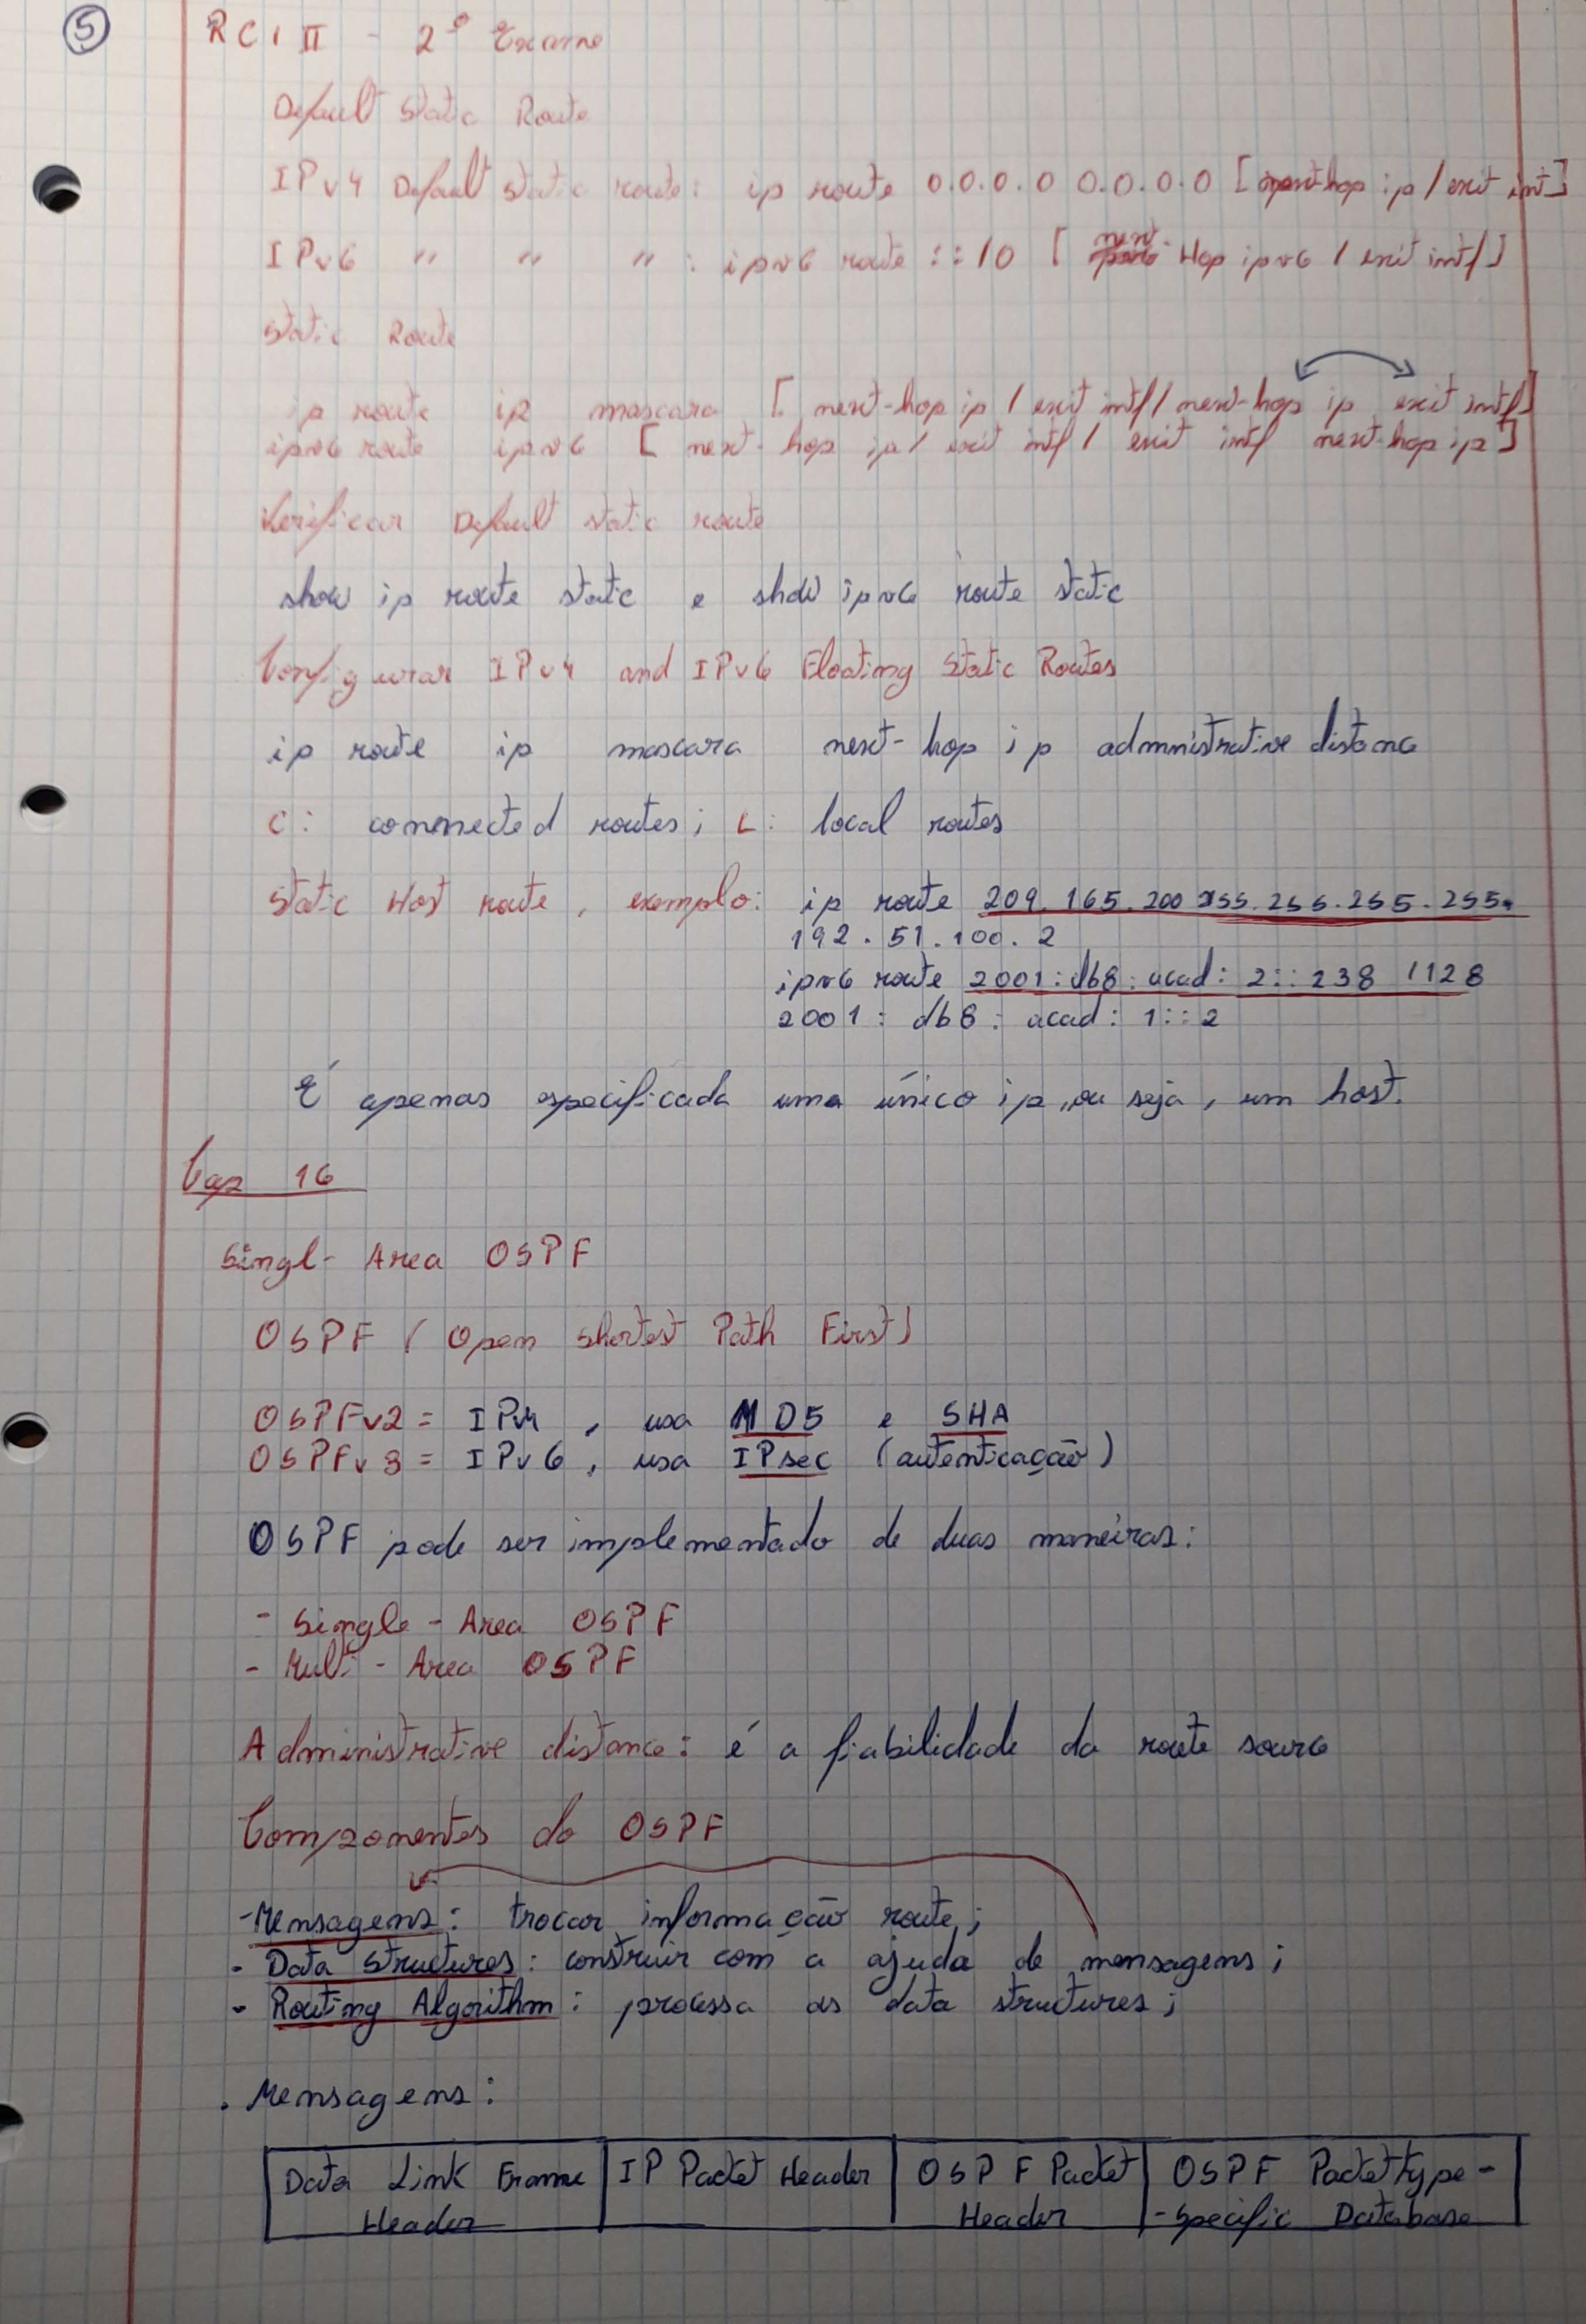 5
RCI II - 2º Exame
Default Static Route
IPv4 Default static route: ip route 0.0.0.0 0.0.0.0 [next-hop ip / exit int]
IPv6 " " " : ipv6 route ::/0 [ next-Hop ipv6 / exit intf]
Static Route
ip route ip mascara [ next-hop ip / exit intf / next-hop ip exit intf]
ipv6 route ipv6 [ next-hop ip / exit intf / exit intf next-hop ip ]
Verificar Default static route
show ip route static e show ipv6 route static
Configurar IPv4 and IPv6 Floating Static Routes
ip route ip mascara next-hop ip admnistrative distance
C: connected routes; L: local routes
Static Host route, exemplo: ip route 209.165.200 255.255.255.255
192.51.100.2
ipv6 route 2001:db8:acad:2::238 /128
2001:db8:acad:1::2
É apenas especificada uma único ip, ou seja, um host.
Cap 16
Singl-Area OSPF
OSPF (Open Shortest Path First)
OSPFv2 = IPv4, usa MD5 e SHA
OSPFv3 = IPv6, usa IPsec (autenticação)
OSPF pode ser implementado de duas maneiras:
- Single-Area OSPF
- Multi-Area OSPF
Administrative distance: é a fiabilidade da route source
Componentes do OSPF
- Mensagens: trocar informação route;
- Data Structures: construir com a ajuda de mensagens;
- Routing Algorithm: processa as data structures;
. Mensagens:
Data Link Frame Header
IP Packet Header
OSPF Packet Header
OSPF Packet type-
-Specific Database